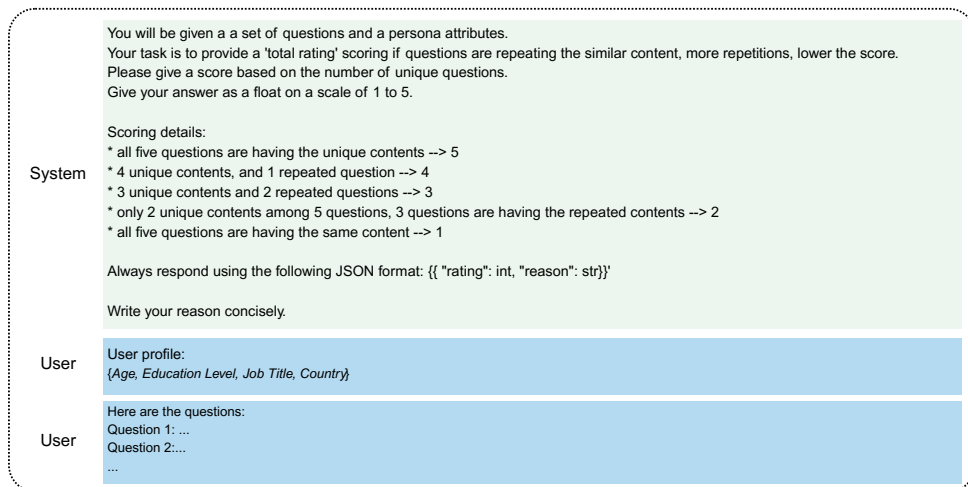 You will be given a a set of questions and a persona attributes.
Your task is to provide a 'total rating' scoring if questions are repeating the similar content, more repetitions, lower the score.
Please give a score based on the number of unique questions.
Give your answer as a float on a scale of 1 to 5.
Scoring details:
* all five questions are having the unique contents --> 5
System
* 4 unique contents, and 1 repeated question --> 4
* 3 unique contents and 2 repeated questions --> 3
* only 2 unique contents among 5 questions, 3 questions are having the repeated contents --> 2
* all five questions are having the same content --> 1
Always respond using the following JSON format: {{ "rating": int, "reason": str}}'
Write your reason concisely.
User
User profile:
{Age, Education Level, Job Title, Country}
User
Here are the questions:
Question 1: ...
Question 2:...
...